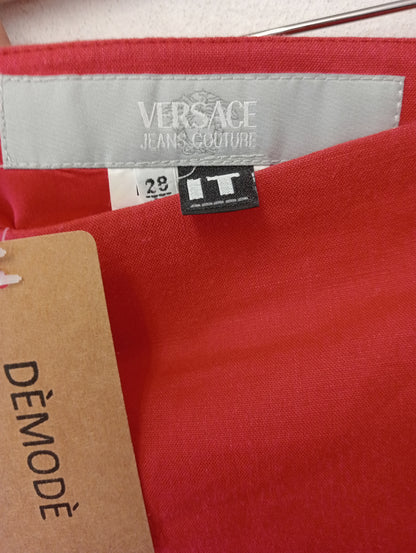 VERSACE
JEANS COUTURE
28
IT
DÈMODÈ